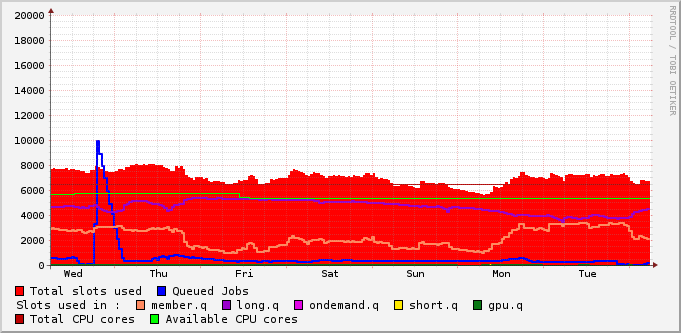 RRDTOOL / TOBI OETIKER
20000
18000
16000
14000
12000
10000
8000
6000
4000
2000
0
Wed Thu Fri Sat Sun Mon Tue
Total slots used Queued Jobs
Slots used in : member.q long.q ondemand.q short.q gpu.q
Total CPU cores Available CPU cores